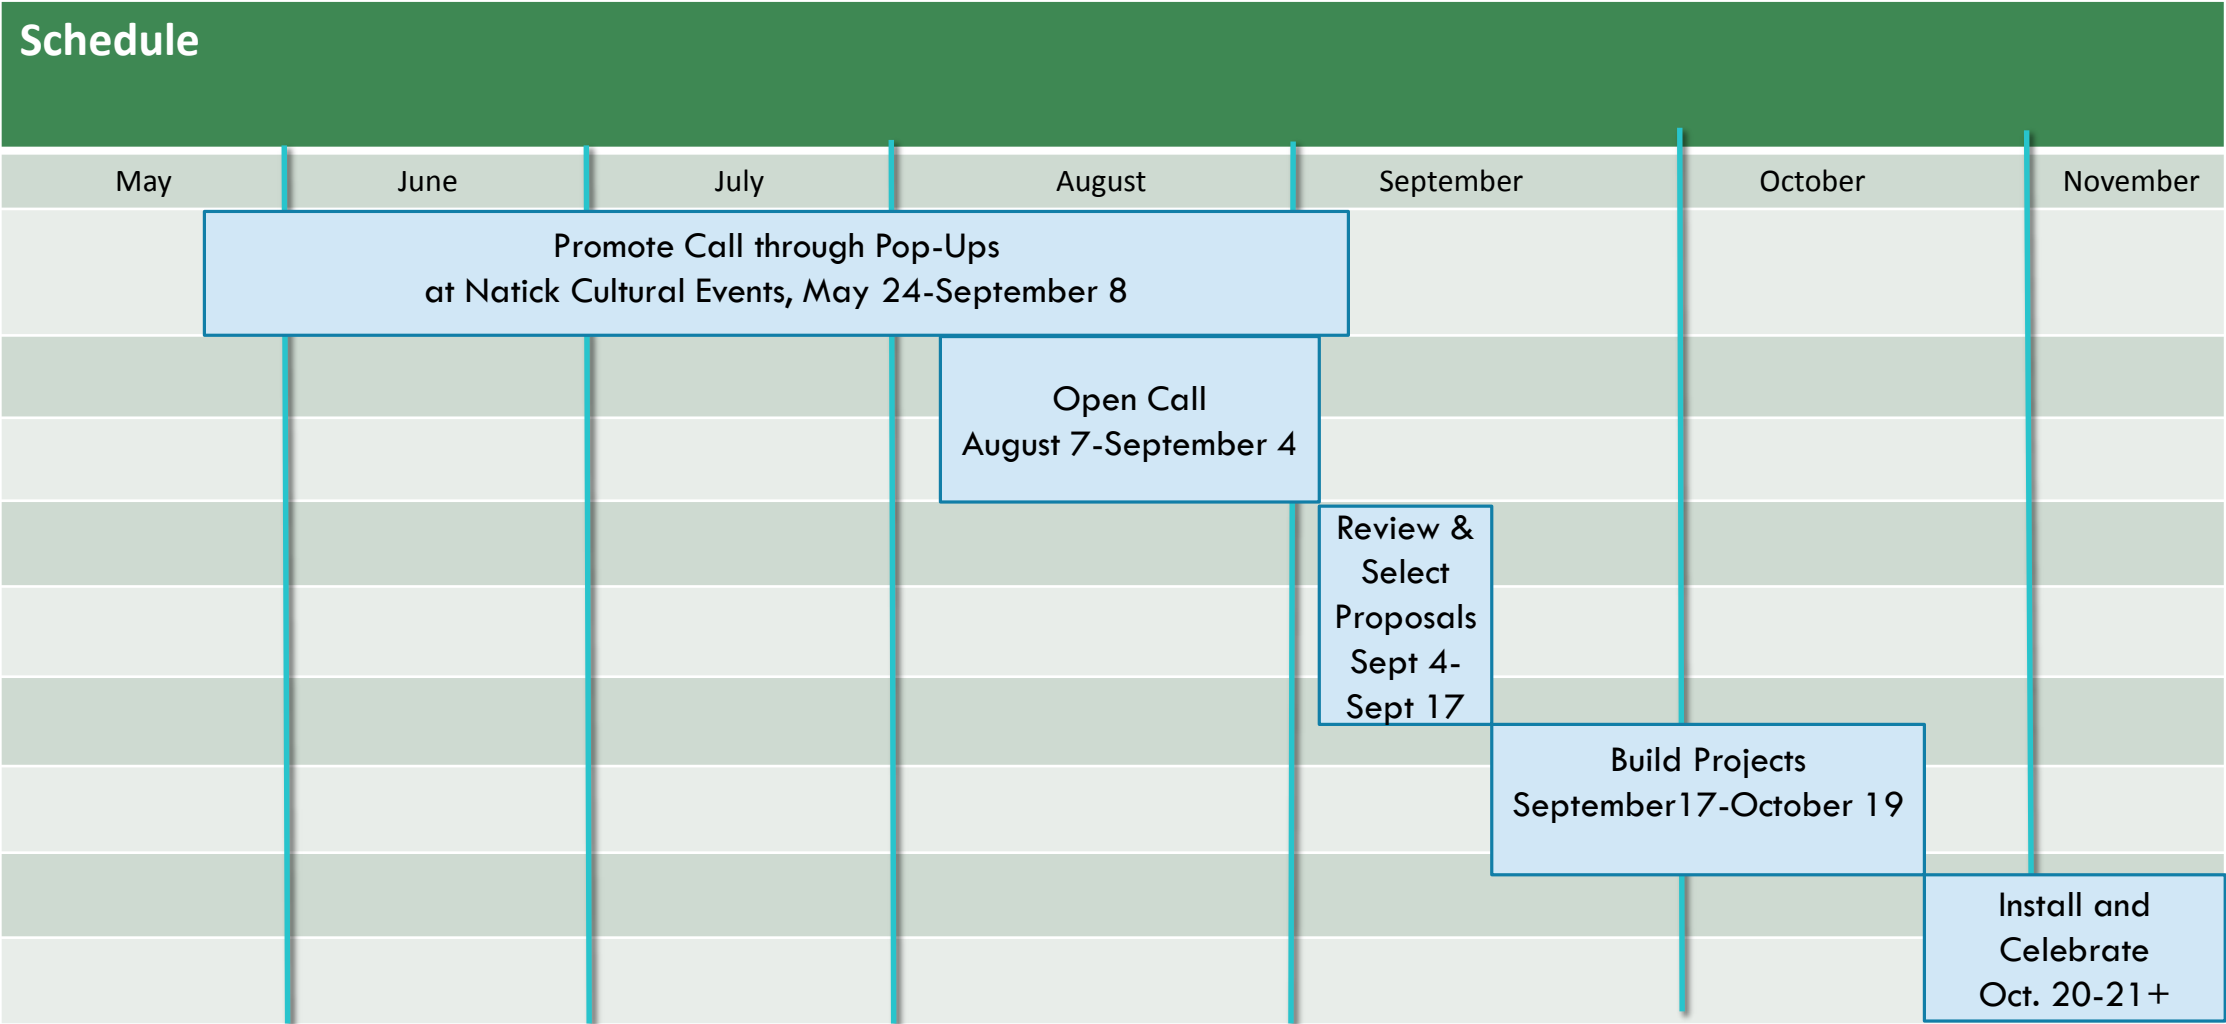 Schedule
May June July August September October November
Promote Call through Pop-Ups
at Natick Cultural Events, May 24-September 8
Open Call
August 7-September 4
Review &
Select
Proposals
Sept 4-
Sept 17
Build Projects
September17-October 19
Install and
Celebrate
Oct. 20-21+